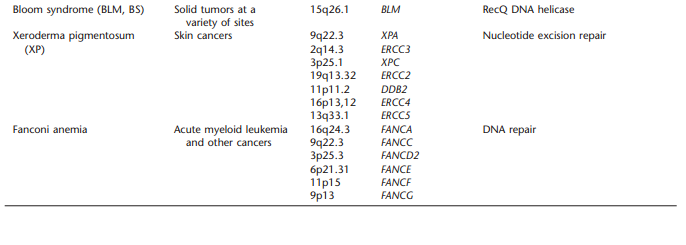 Bloom syndrome (BLM, BS) Solid tumors at a 15q26.1 BLM RecQ DNA helicase
variety of sites
Xeroderma pigmentosum Skin cancers 9q22.3 XPA Nucleotide excision repair
(XP) 2q14.3 ERCC3
3p25.1 XPC
19q13.32 ERCC2
11p11.2 DDB2
16p13,12 ERCC4
13q33.1 ERCC5
Fanconi anemia Acute myeloid leukemia 16q24.3 FANCA DNA repair
and other cancers 9q22.3 FANCC
3p25.3 FANCD2
6p21.31 FANCE
11p15 FANCF
9p13 FANCG